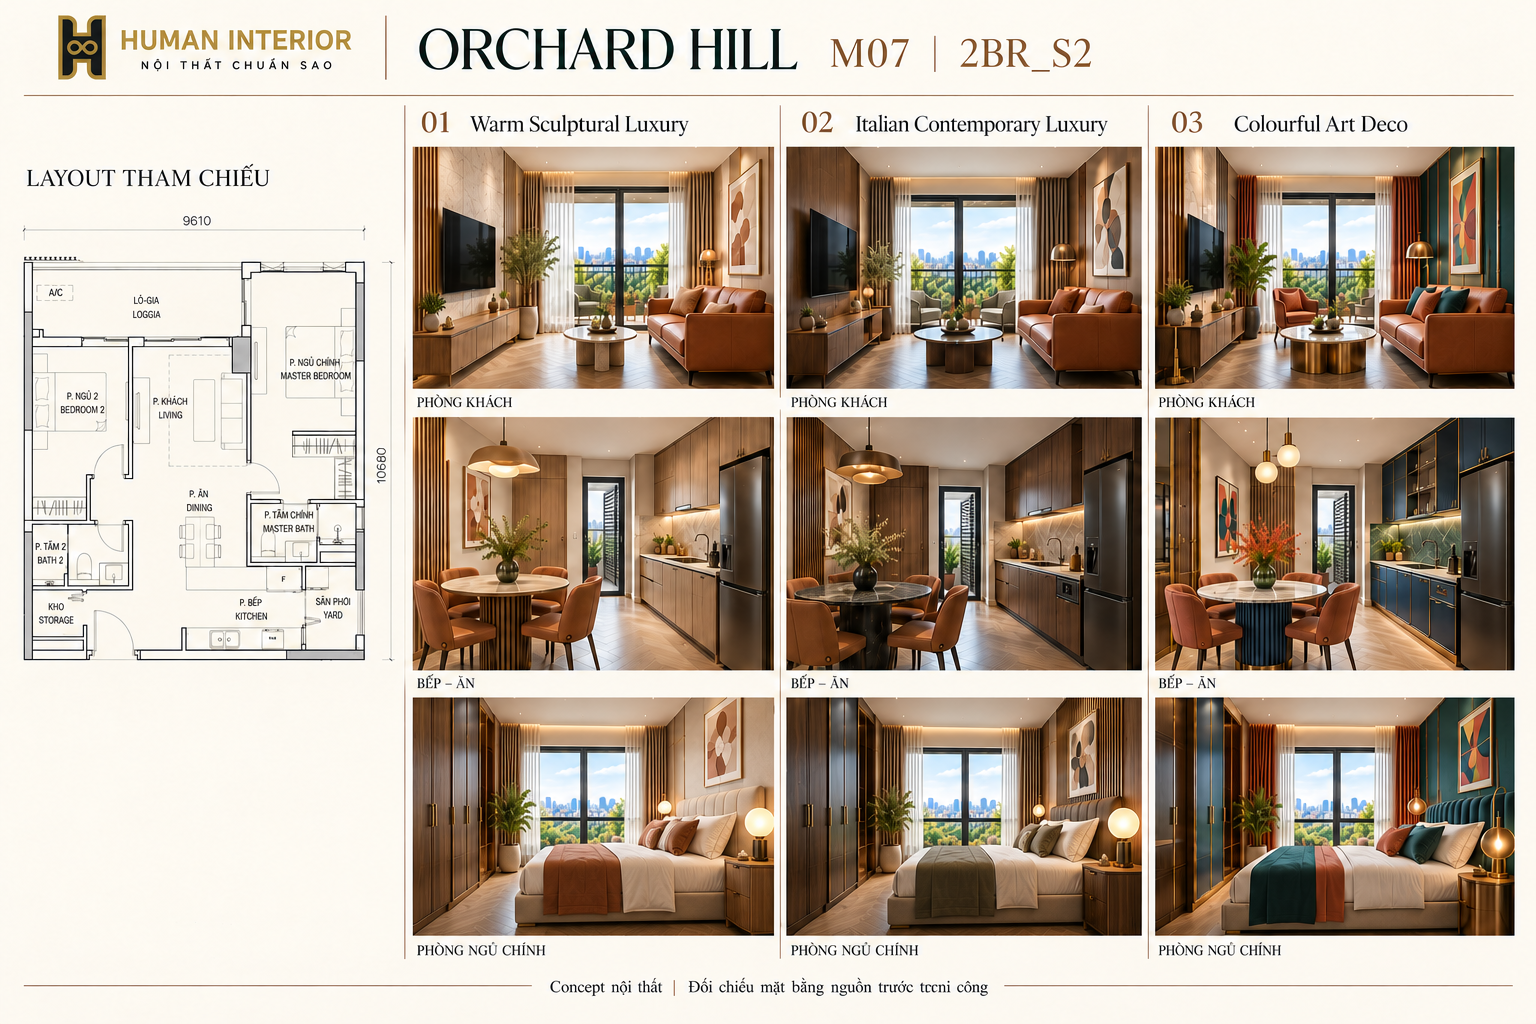 HUMAN INTERIOR
NỘI THẤT CHUẨN SAO
ORCHARD HILL
M07 | 2BR_S2
LAYOUT THAM CHIẾU
9610
A/C
LÔ-GIA
LOGGIA
P. NGỦ CHÍNH
MASTER BEDROOM
P. NGỦ 2
BEDROOM 2
P. KHÁCH
LIVING
10680
P. ĂN
DINING
P. TẮM CHÍNH
MASTER BATH
P. TẮM 2
BATH 2
F
KHO
STORAGE
P. BẾP
KITCHEN
SÂN PHƠI
YARD
01 Warm Sculptural Luxury
PHÒNG KHÁCH
BẾP – ĂN
PHÒNG NGỦ CHÍNH
02 Italian Contemporary Luxury
PHÒNG KHÁCH
BẾP – ĂN
PHÒNG NGỦ CHÍNH
03 Colourful Art Deco
PHÒNG KHÁCH
BẾP – ĂN
PHÒNG NGỦ CHÍNH
Concept nội thất | Đối chiếu mặt bằng nguồn trước công